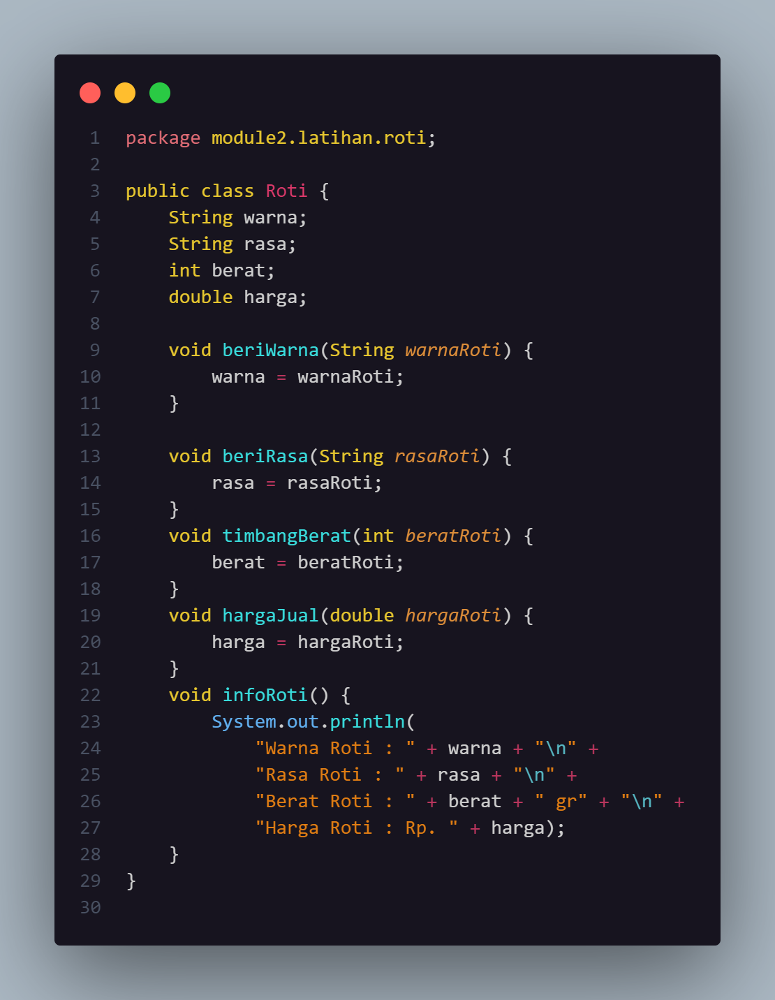 1 package module2.latihan.roti;
2
3 public class Roti {
4     String warna;
5     String rasa;
6     int berat;
7     double harga;
8
9     void beriWarna(String warnaRoti) {
10         warna = warnaRoti;
11     }
12
13     void beriRasa(String rasaRoti) {
14         rasa = rasaRoti;
15     }
16     void timbangBerat(int beratRoti) {
17         berat = beratRoti;
18     }
19     void hargaJual(double hargaRoti) {
20         harga = hargaRoti;
21     }
22     void infoRoti() {
23         System.out.println(
24             "Warna Roti : " + warna + "\n" +
25             "Rasa Roti : " + rasa + "\n" +
26             "Berat Roti : " + berat + " gr" + "\n" +
27             "Harga Roti : Rp. " + harga);
28     }
29 }
30